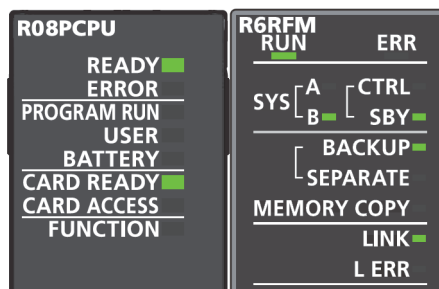 R08PCPU
READY
ERROR
PROGRAM RUN
USER
BATTERY
CARD READY
CARD ACCESS
FUNCTION
R6RFM
RUN ERR
SYS A CTRL
B SBY
BACKUP
SEPARATE
MEMORY COPY
LINK
L ERR